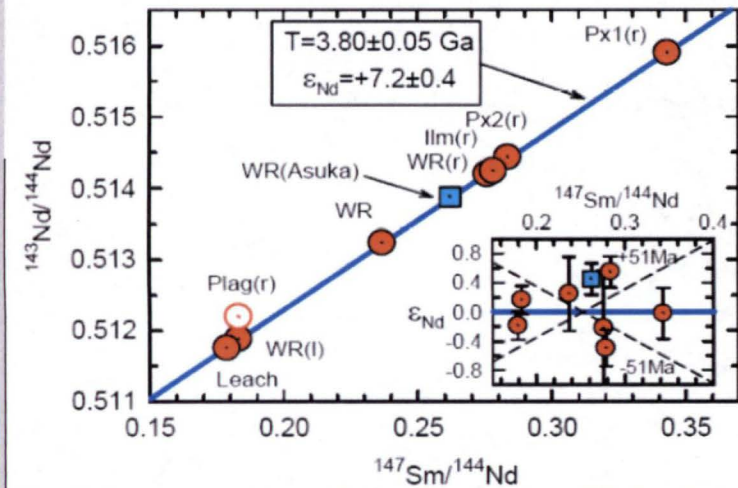 0.516
0.515
0.514
0.513
0.512
0.511
¹⁴³Nd/¹⁴⁴Nd
T=3.80±0.05 Ga
εNd=+7.2±0.4
Px1(r)
Px2(r)
Ilm(r)
WR(r)
WR(Asuka)
WR
Plag(r)
WR(l)
Leach
¹⁴⁷Sm/¹⁴⁴Nd
0.2 0.3 0.4
0.8
0.4
0.0
-0.4
-0.8
εNd
+51Ma
-51Ma
0.15 0.20 0.25 0.30 0.35
¹⁴⁷Sm/¹⁴⁴Nd